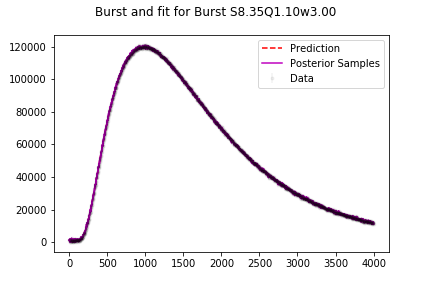 Burst and fit for Burst S8.35Q1.10w3.00
Prediction
Posterior Samples
Data
120000
100000
80000
60000
40000
20000
0
0 500 1000 1500 2000 2500 3000 3500 4000